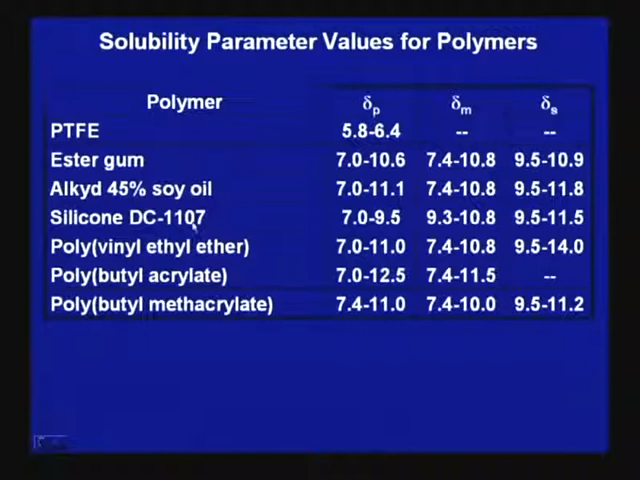 Solubility Parameter Values for Polymers
Polymer δp δm δs
PTFE 5.8-6.4 -- --
Ester gum 7.0-10.6 7.4-10.8 9.5-10.9
Alkyd 45% soy oil 7.0-11.1 7.4-10.8 9.5-11.8
Silicone DC-1107 7.0-9.5 9.3-10.8 9.5-11.5
Poly(vinyl ethyl ether) 7.0-11.0 7.4-10.8 9.5-14.0
Poly(butyl acrylate) 7.0-12.5 7.4-11.5 --
Poly(butyl methacrylate) 7.4-11.0 7.4-10.0 9.5-11.2